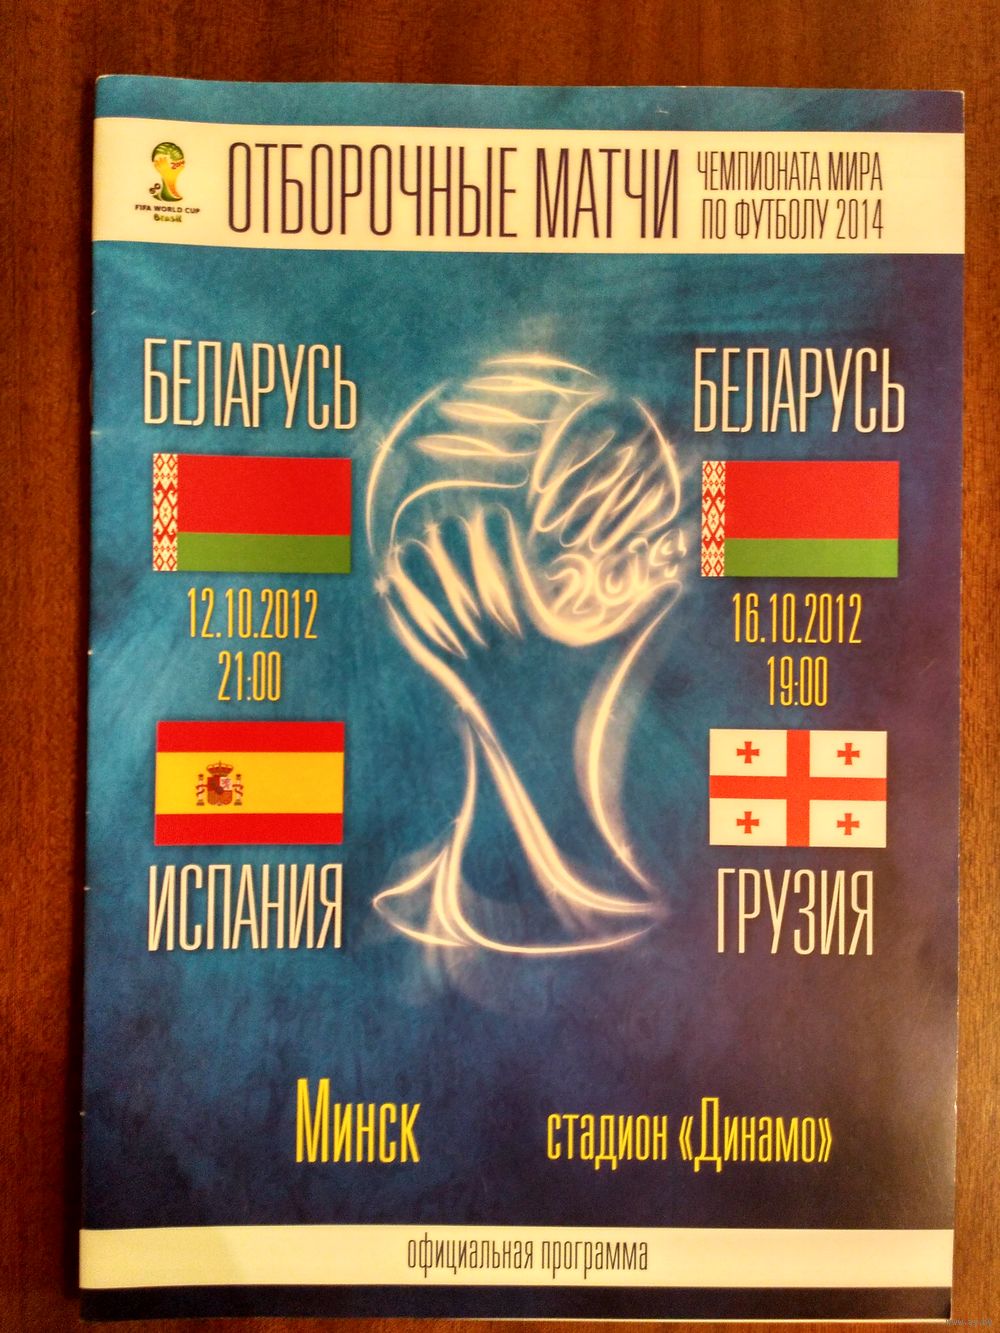 FIFA WORLD CUP
Brasil
ОТБОРОЧНЫЕ МАТЧИ
ЧЕМПИОНАТА МИРА
ПО ФУТБОЛУ 2014
БЕЛАРУСЬ
12.10.2012
21:00
ИСПАНИЯ
2014
БЕЛАРУСЬ
16.10.2012
19:00
ГРУЗИЯ
Минск
стадион «Динамо»
официальная программа